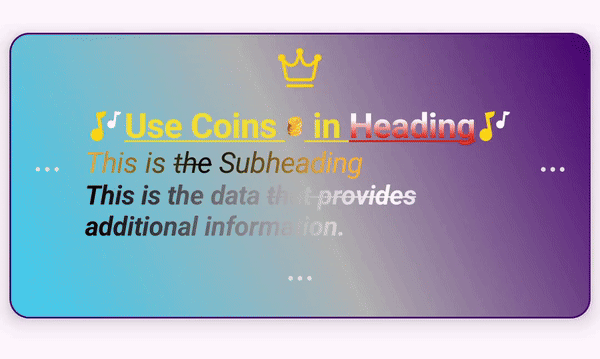 Use Coins in Heading
This is the Subheading
This is the data that provides
additional information.